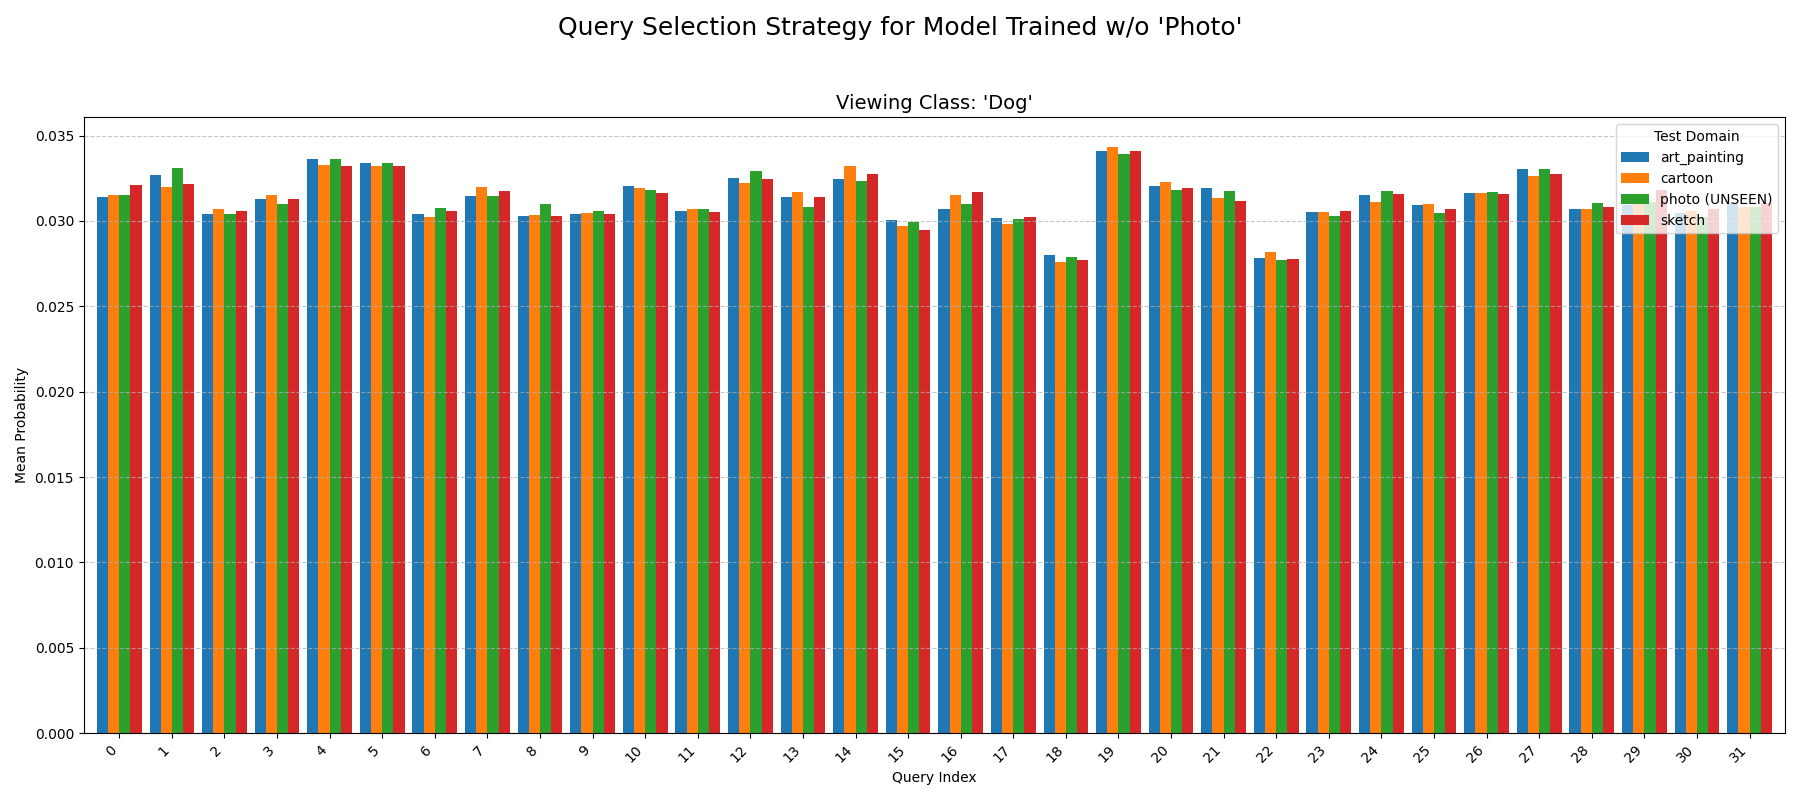 Query Selection Strategy for Model Trained w/o 'Photo'
Viewing Class: 'Dog'
Test Domain
art_painting
cartoon
photo (UNSEEN)
sketch
Mean Probability
0.035
0.030
0.025
0.020
0.015
0.010
0.005
0.000
0 1 2 3 4 5 6 7 8 9 10 11 12 13 14 15 16 17 18 19 20 21 22 23 24 25 26 27 28 29 30 31
Query Index